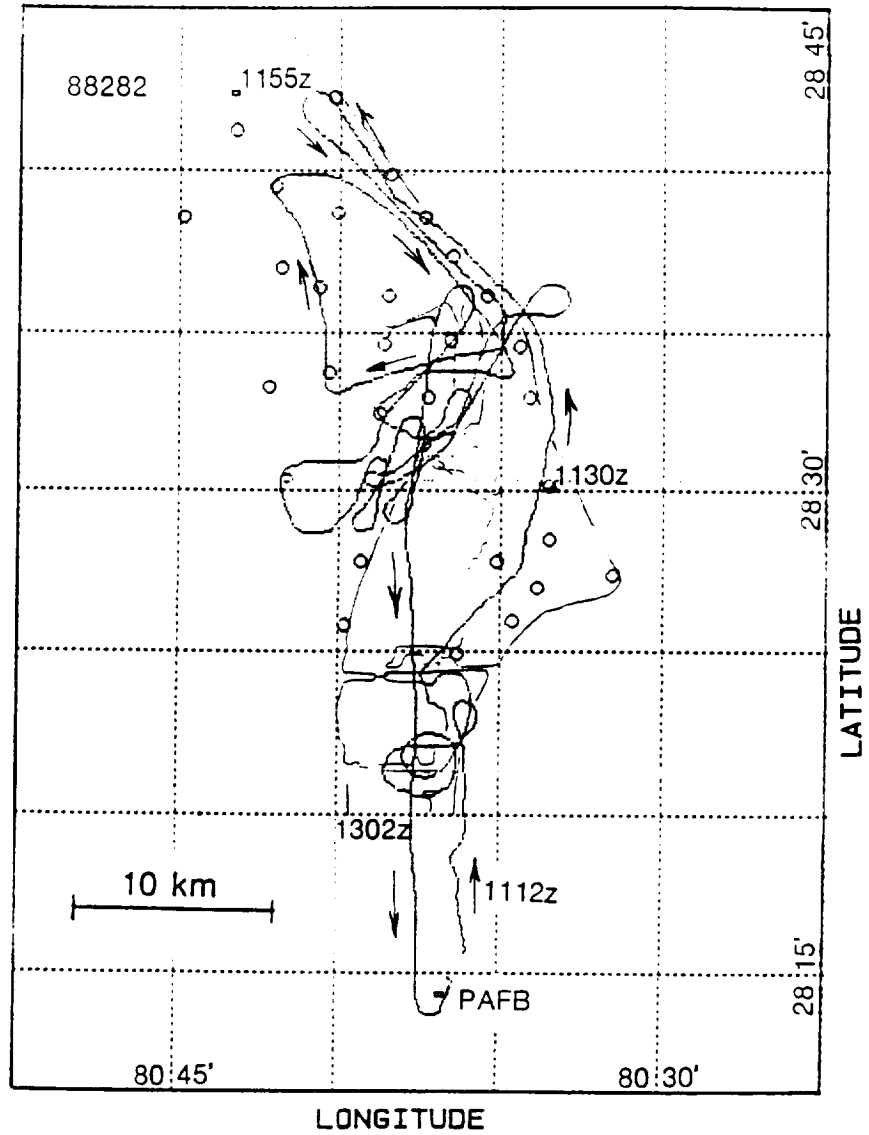 88282
1155z
28 45'
1130z
28 30'
LATITUDE
1302z
10 km
1112z
PAFB
28 15'
80 45'
80 30'
LONGITUDE